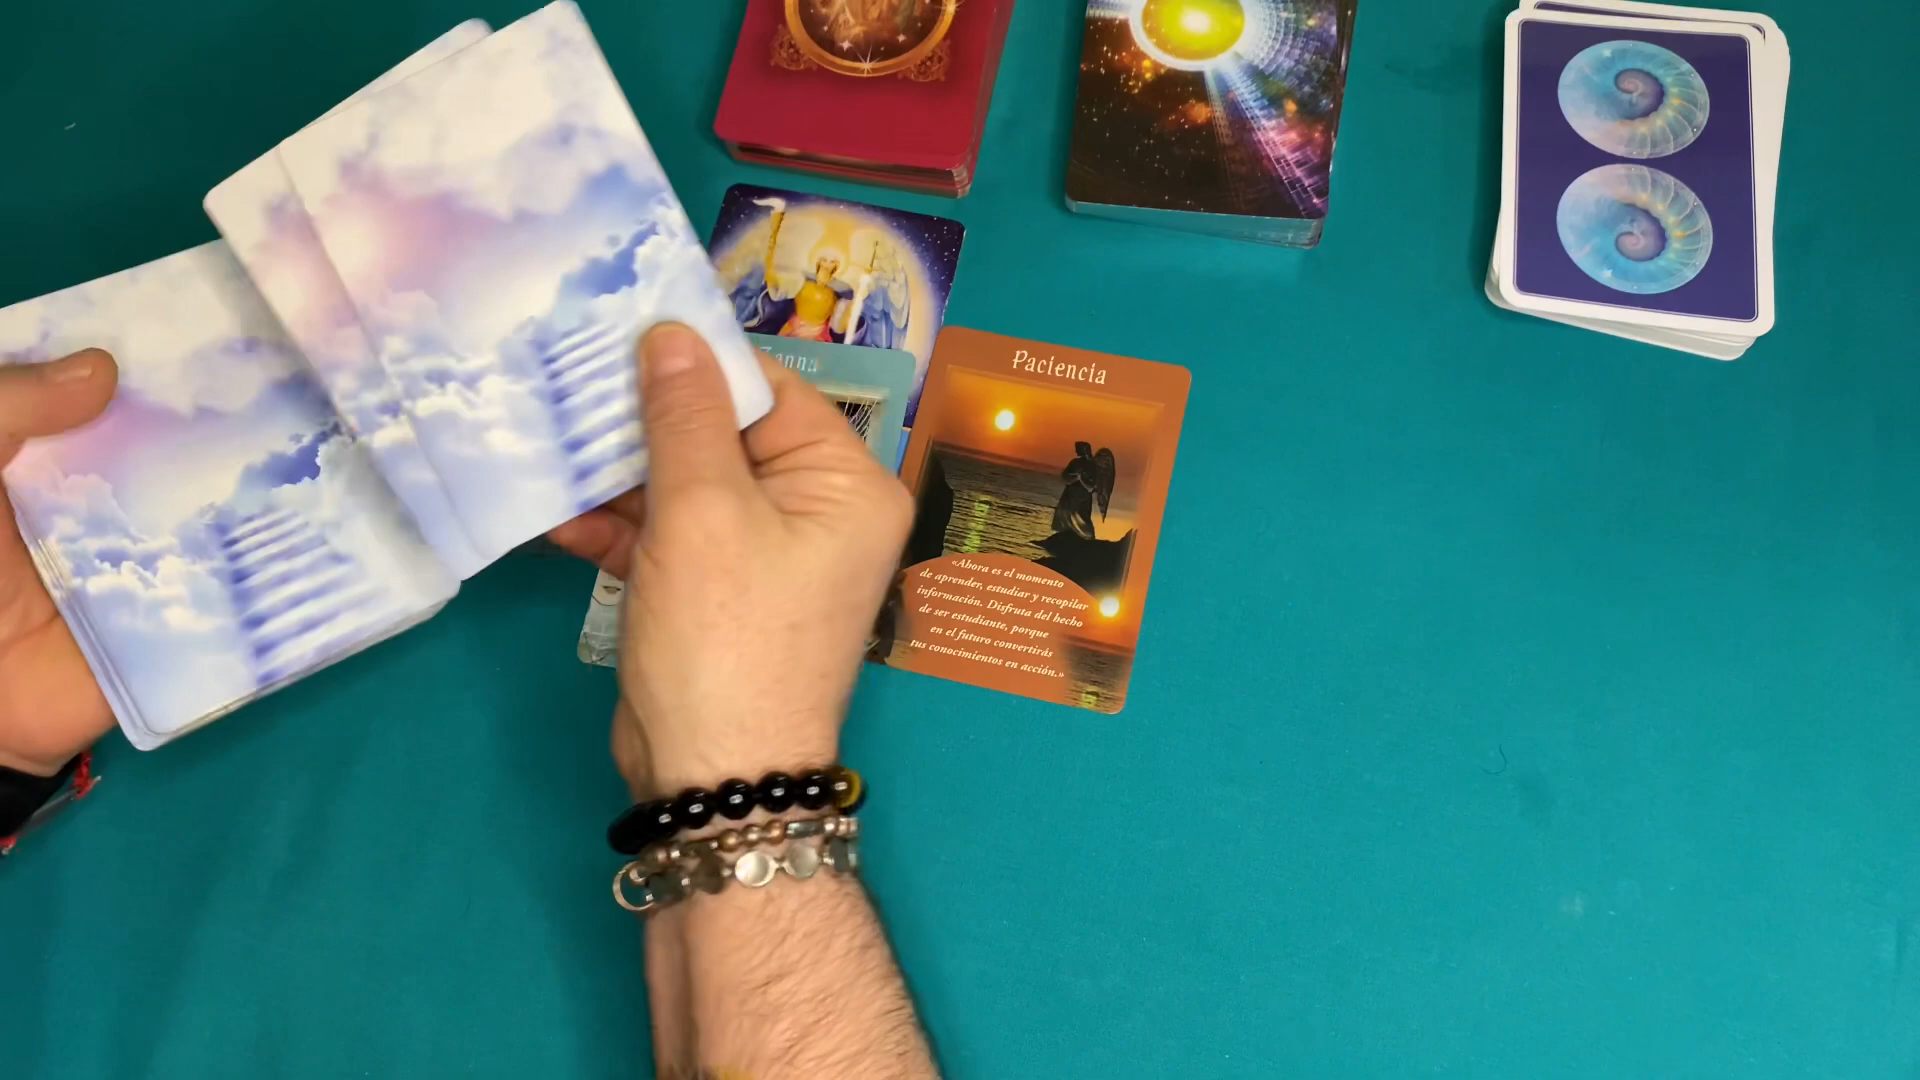 Zanna
Paciencia
«Ahora es el momento
de aprender, estudiar y recopilar
información. Disfruta del hecho
de ser estudiante, porque
en el futuro convertirás
tus conocimientos en acción.»